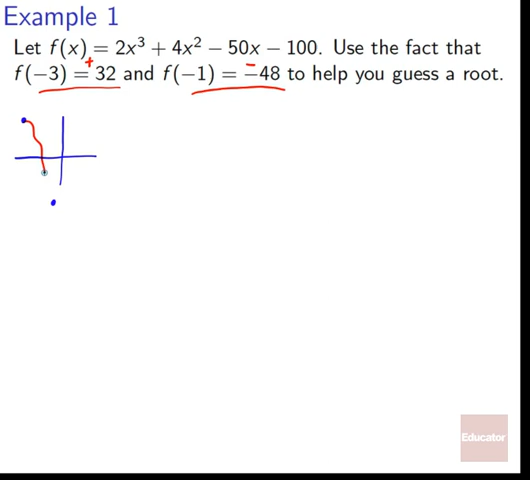 Example 1
Let f(x) = 2x³ + 4x² − 50x − 100. Use the fact that
+ −
f(−3) = 32 and f(−1) = −48 to help you guess a root.
Educator